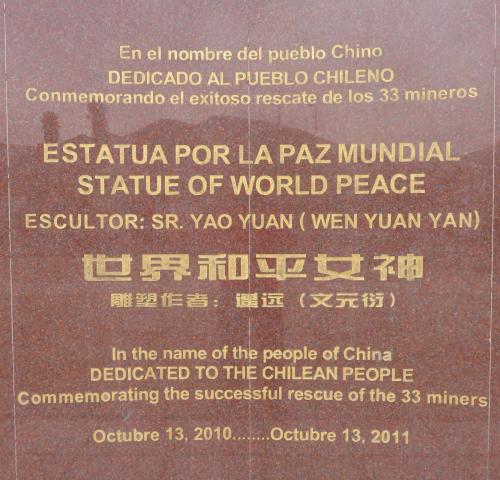 En el nombre del pueblo Chino
DEDICADO AL PUEBLO CHILENO
Conmemorando el exitoso rescate de los 33 mineros
ESTATUA POR LA PAZ MUNDIAL
STATUE OF WORLD PEACE
ESCULTOR: SR. YAO YUAN ( WEN YUAN YAN)
世界和平女神
雕塑作者：遥远（文元衍）
In the name of the people of China
DEDICATED TO THE CHILEAN PEOPLE
Commemorating the successful rescue of the 33 miners
Octubre 13, 2010........Octubre 13, 2011